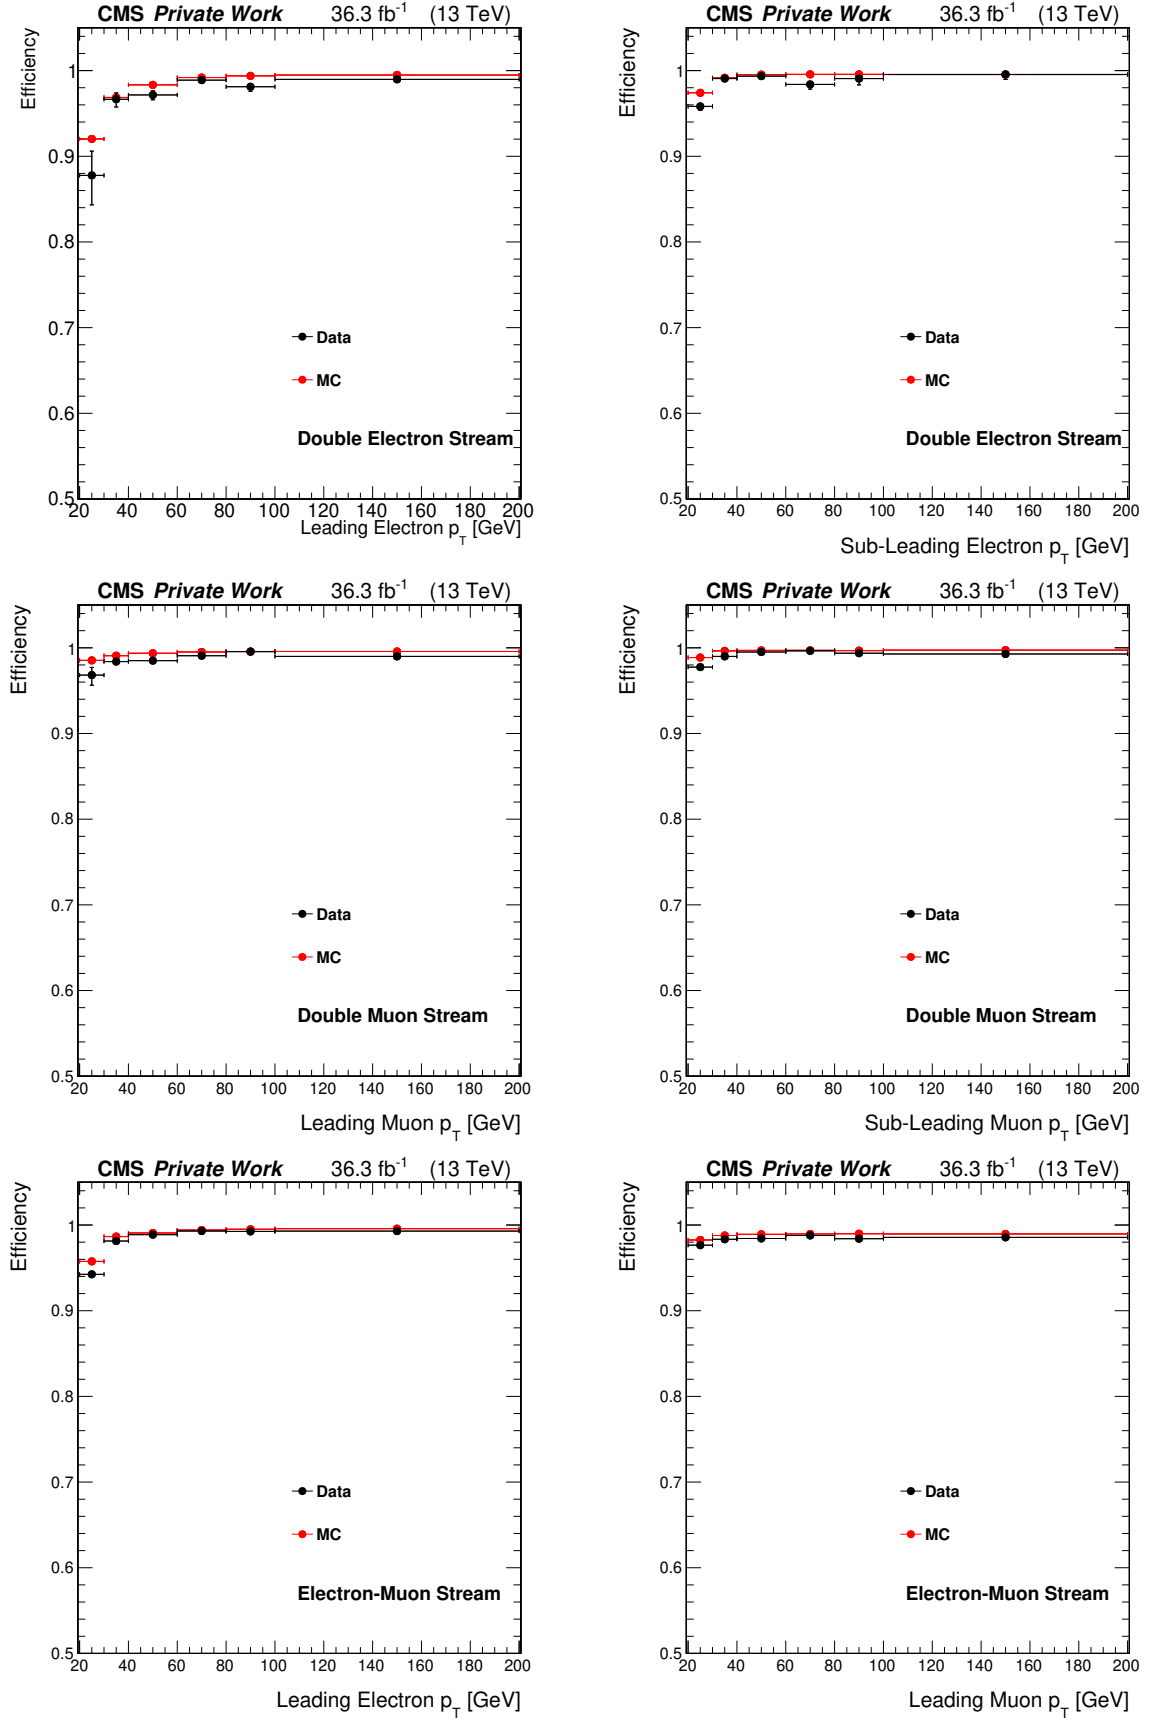 CMS Private Work 36.3 fb-1 (13 TeV)
Efficiency
1
0.9
0.8
0.7
0.6
0.5
Data
MC
Double Electron Stream
20 40 60 80 100 120 140 160 180 200
Leading Electron pT [GeV]
CMS Private Work 36.3 fb-1 (13 TeV)
Efficiency
1
0.9
0.8
0.7
0.6
0.5
Data
MC
Double Electron Stream
20 40 60 80 100 120 140 160 180 200
Sub-Leading Electron pT [GeV]
CMS Private Work 36.3 fb-1 (13 TeV)
Efficiency
1
0.9
0.8
0.7
0.6
0.5
Data
MC
Double Muon Stream
20 40 60 80 100 120 140 160 180 200
Leading Muon pT [GeV]
CMS Private Work 36.3 fb-1 (13 TeV)
Efficiency
1
0.9
0.8
0.7
0.6
0.5
Data
MC
Double Muon Stream
20 40 60 80 100 120 140 160 180 200
Sub-Leading Muon pT [GeV]
CMS Private Work 36.3 fb-1 (13 TeV)
Efficiency
1
0.9
0.8
0.7
0.6
0.5
Data
MC
Electron-Muon Stream
20 40 60 80 100 120 140 160 180 200
Leading Electron pT [GeV]
CMS Private Work 36.3 fb-1 (13 TeV)
Efficiency
1
0.9
0.8
0.7
0.6
0.5
Data
MC
Electron-Muon Stream
20 40 60 80 100 120 140 160 180 200
Leading Muon pT [GeV]